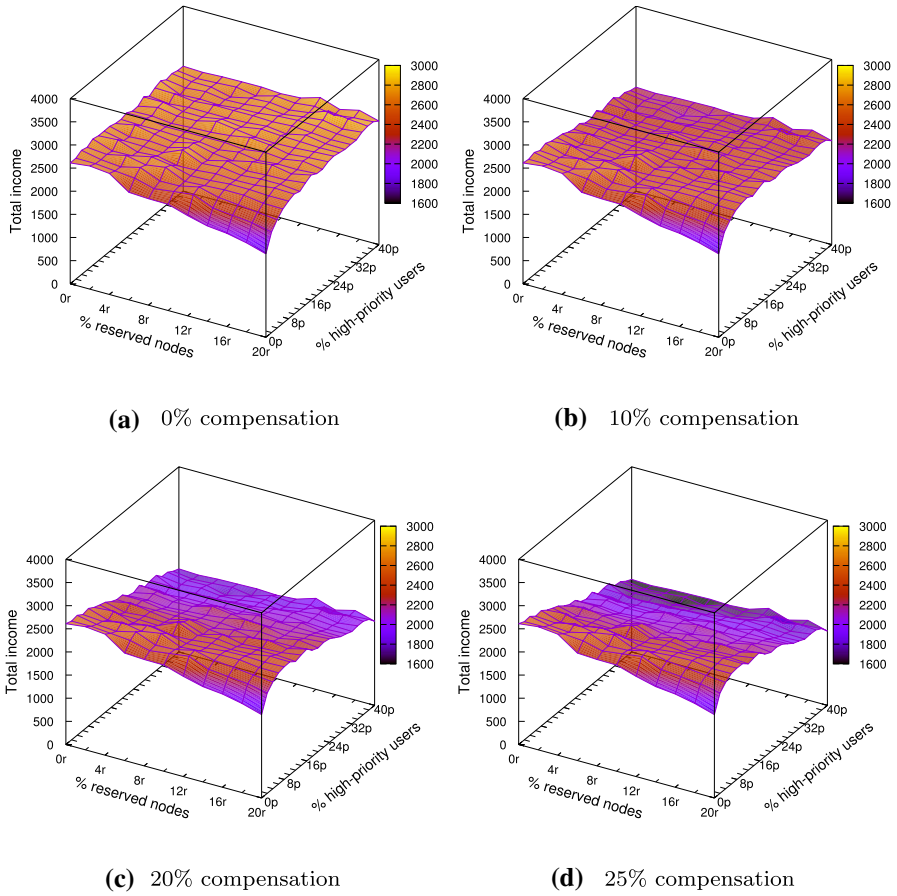 4000
3500
3000
2500
2000
1500
1000
500
0
Total income
0r
4r
8r
12r
16r
20r
% reserved nodes
0p
8p
16p
24p
32p
40p
% high-priority users
3000
2800
2600
2400
2200
2000
1800
1600
(a) 0% compensation
4000
3500
3000
2500
2000
1500
1000
500
0
Total income
0r
4r
8r
12r
16r
20r
% reserved nodes
0p
8p
16p
24p
32p
40p
% high-priority users
3000
2800
2600
2400
2200
2000
1800
1600
(b) 10% compensation
4000
3500
3000
2500
2000
1500
1000
500
0
Total income
0r
4r
8r
12r
16r
20r
% reserved nodes
0p
8p
16p
24p
32p
40p
% high-priority users
3000
2800
2600
2400
2200
2000
1800
1600
(c) 20% compensation
4000
3500
3000
2500
2000
1500
1000
500
0
Total income
0r
4r
8r
12r
16r
20r
% reserved nodes
0p
8p
16p
24p
32p
40p
% high-priority users
3000
2800
2600
2400
2200
2000
1800
1600
(d) 25% compensation